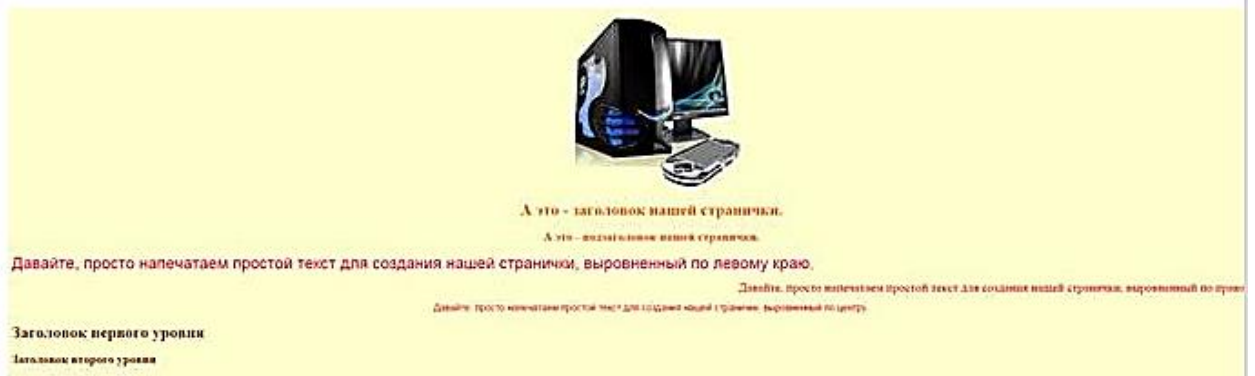 А это - заголовок нашей странички.
А это - подзаголовок нашей странички.
Давайте, просто напечатаем простой текст для создания нашей странички, выровненный по левому краю,
Давайте, просто напечатаем простой текст для создания нашей странички, выровненный по право
Давайте, просто напечатаем простой текст для создания нашей странички, выровненный по центру.
Заголовок первого уровня
Заголовок второго уровня